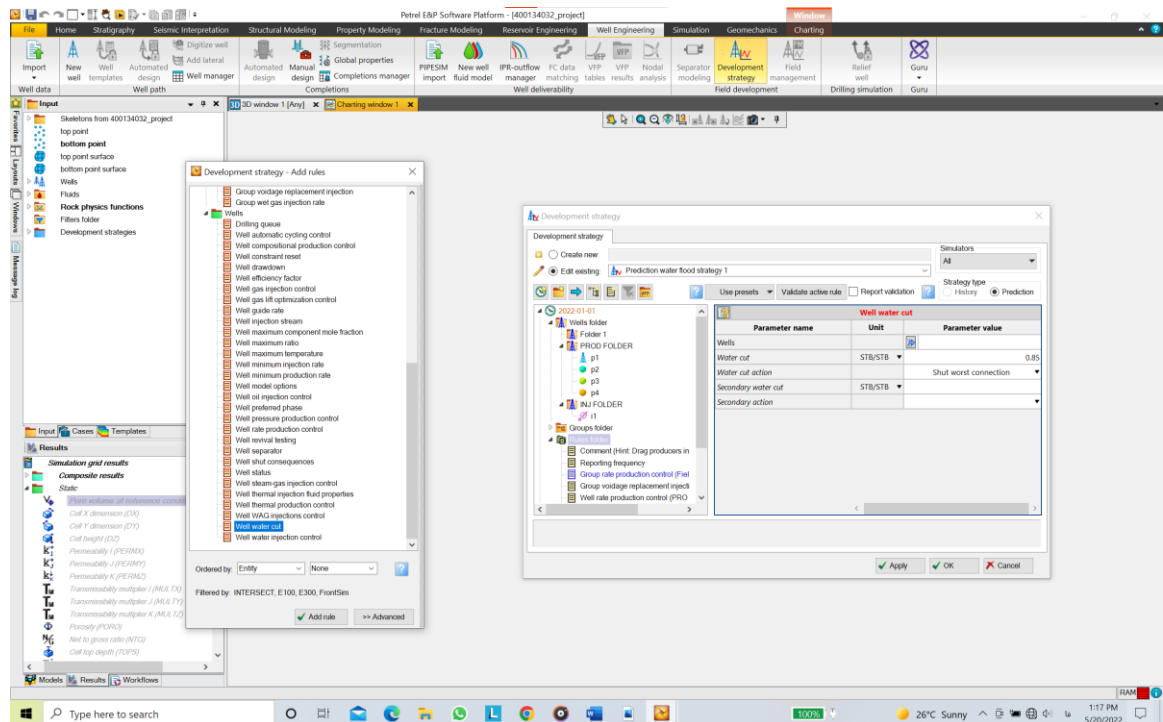 Petrel E&P Software Platform - [400134032_project]
Window
File Home Stratigraphy Seismic Interpretation Structural Modeling Property Modeling Fracture Modeling Reservoir Engineering Well Engineering Simulation Geomechanics Charting
Import
New well
Well templates
Automated design
Digitize well
Add lateral
Well manager
Automated design
Manual design
Segmentation
Global properties
Completions manager
PIPESIM import
New well fluid model
IPR-outflow manager
FC data matching
VFP tables
VFP results
Nodal analysis
Separator modeling
Development strategy
Field management
Relief well
Guru
Well data
Well path
Completions
Well deliverability
Field development
Drilling simulation
Guru
Favorites
Layouts
Windows
Message log
Input
Skeletons from 400134032_project
top point
bottom point
top point surface
bottom point surface
Wells
Fluids
Rock physics functions
Filters folder
Development strategies
Input Cases Templates
Results
Simulation grid results
Composite results
Static
Pore volume at reference condi
Cell X dimension (DX)
Cell Y dimension (DY)
Cell height (DZ)
Permeability I (PERMX)
Permeability J (PERMY)
Permeability K (PERMZ)
Transmissibility multiplier I (MULTX)
Transmissibility multiplier J (MULTY)
Transmissibility multiplier K (MULTZ)
Porosity (PORO)
Net to gross ratio (NTG)
Cell top depth (TOPS)
Models Results Workflows
3D window 1 [Any]
Charting window 1
Development strategy - Add rules
Group voidage replacement injection
Group wet gas injection rate
Wells
Drilling queue
Well automatic cycling control
Well compositional production control
Well constraint reset
Well drawdown
Well efficiency factor
Well gas injection control
Well gas lift optimization control
Well guide rate
Well injection stream
Well maximum component mole fraction
Well maximum ratio
Well maximum temperature
Well minimum injection rate
Well minimum production rate
Well model options
Well oil injection control
Well preferred phase
Well pressure production control
Well rate production control
Well revival testing
Well separator
Well shut consequences
Well status
Well steam-gas injection control
Well thermal injection fluid properties
Well thermal production control
Well WAG injections control
Well water cut
Well water injection control
Ordered by: Entity None
Filtered by: INTERSECT, E100, E300, FrontSim
Add rule
>> Advanced
Development strategy
Development strategy
Create new:
Edit existing: Prediction water flood strategy 1
Simulators
All
Strategy type
History Prediction
Use presets
Validate active rule
Report validation
2022-01-01
Wells folder
Folder 1
PROD FOLDER
p1
p2
p3
p4
INJ FOLDER
i1
Groups folder
Rules folder
Comment (Hint: Drag producers in
Reporting frequency
Group rate production control (Fiel
Group voidage replacement injecti
Well rate production control (PRO
Well water cut
Parameter name Unit Parameter value
Wells
Water cut STB/STB 0.85
Water cut action Shut worst connection
Secondary water cut STB/STB
Secondary action
Apply
OK
Cancel
RAM
Type here to search
100%
26°C Sunny
1:17 PM
5/20/2022